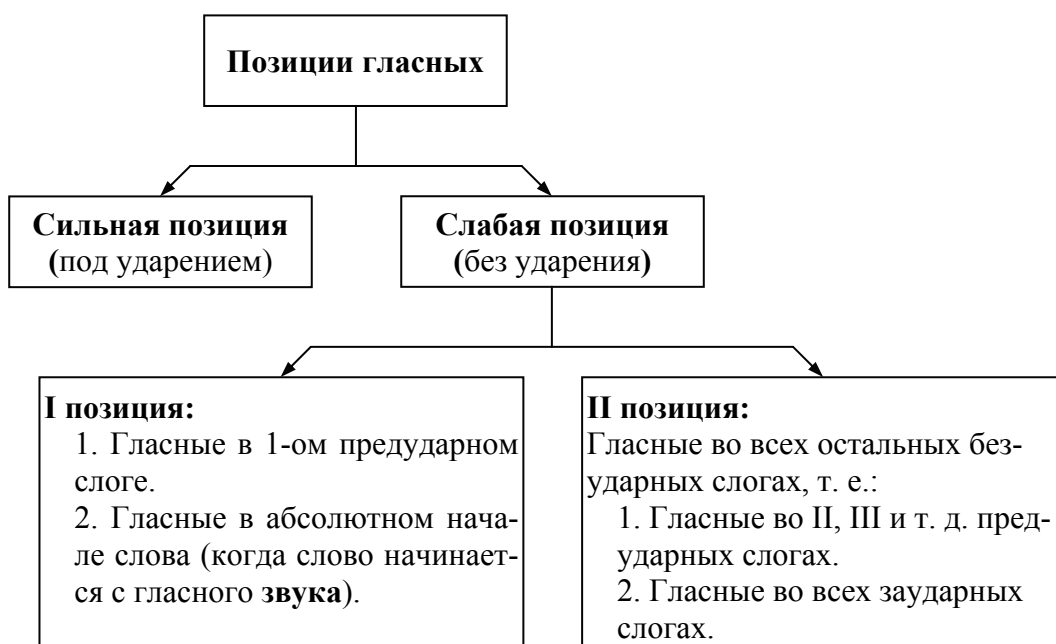 Позиции гласных
Сильная позиция
(под ударением)
Слабая позиция
(без ударения)
I позиция:
1. Гласные в 1-ом предударном
слоге.
2. Гласные в абсолютном нача-
ле слова (когда слово начинает-
ся с гласного звука).
II позиция:
Гласные во всех остальных без-
ударных слогах, т. е.:
1. Гласные во II, III и т. д. пред-
ударных слогах.
2. Гласные во всех заударных
слогах.